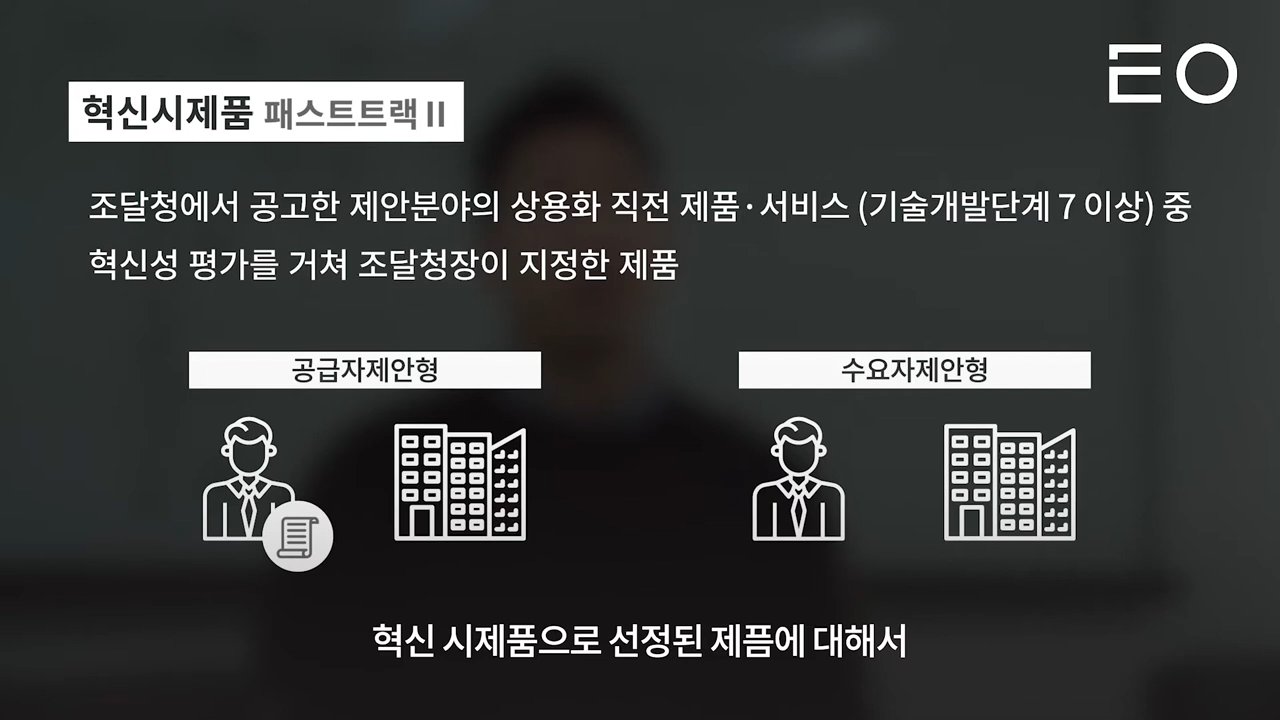 EO
혁신시제품 패스트트랙 II
조달청에서 공고한 제안분야의 상용화 직전 제품·서비스 (기술개발단계 7 이상) 중
혁신성 평가를 거쳐 조달청장이 지정한 제품
공급자제안형
수요자제안형
혁신 시제품으로 선정된 제픔에 대해서